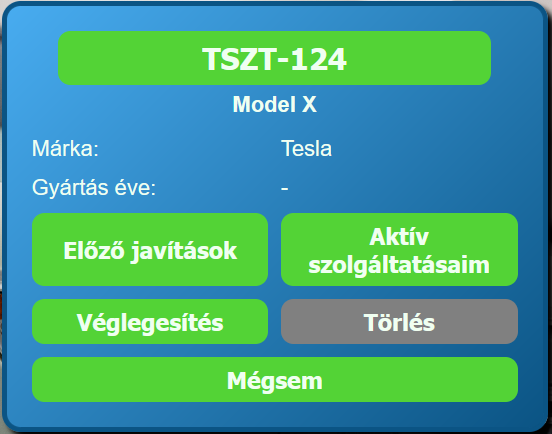 TSZT-124
Model X
Márka: Tesla
Gyártás éve: -
Előző javítások
Aktív
szolgáltatásaim
Véglegesítés
Törlés
Mégsem